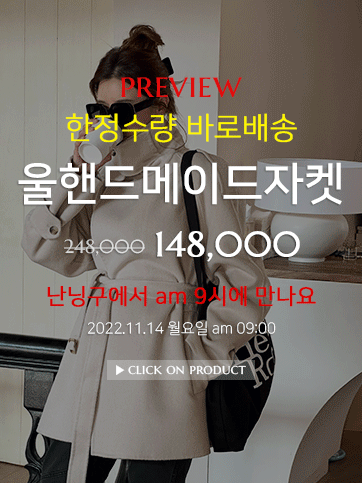 PREVIEW
한정수량 바로배송
울핸드메이드자켓
248,000 148,000
난닝구에서 am 9시에 만나요
2022.11.14 월요일 am 09:00
▶ CLICK ON PRODUCT